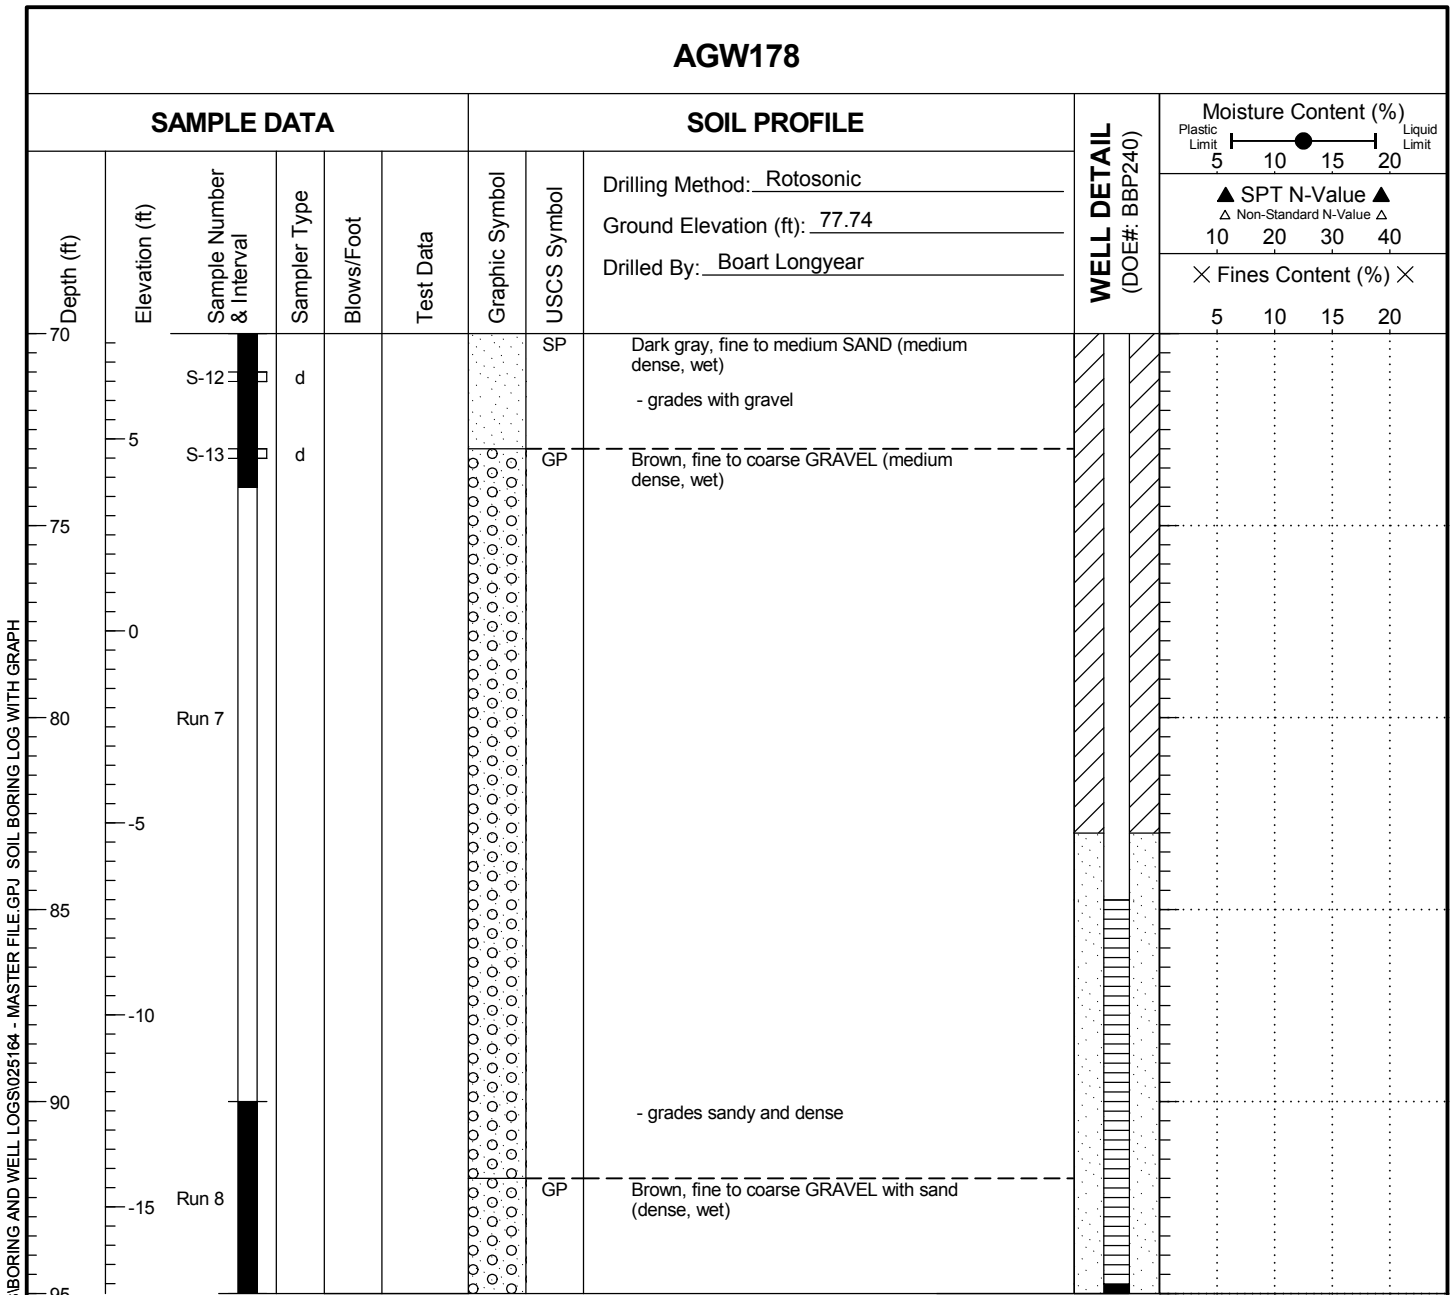 AGW178
SAMPLE DATA
SOIL PROFILE
WELL DETAIL
(DOE#: BBP240)
Moisture Content (%)
Plastic Limit
Liquid Limit
5 10 15 20
▲ SPT N-Value ▲
△ Non-Standard N-Value △
10 20 30 40
× Fines Content (%) ×
5 10 15 20
Depth (ft)
Elevation (ft)
Sample Number
& Interval
Sampler Type
Blows/Foot
Test Data
Graphic Symbol
USCS Symbol
Drilling Method: Rotosonic
Ground Elevation (ft): 77.74
Drilled By: Boart Longyear
70
SP Dark gray, fine to medium SAND (medium
dense, wet)
S-12 d
- grades with gravel
5
S-13 d
GP Brown, fine to coarse GRAVEL (medium
dense, wet)
75
0
80
Run 7
-5
85
-10
90
- grades sandy and dense
GP Brown, fine to coarse GRAVEL with sand
(dense, wet)
Run 8
-15
95
BORING AND WELL LOGS\025164 - MASTER FILE.GPJ SOIL BORING LOG WITH GRAPH